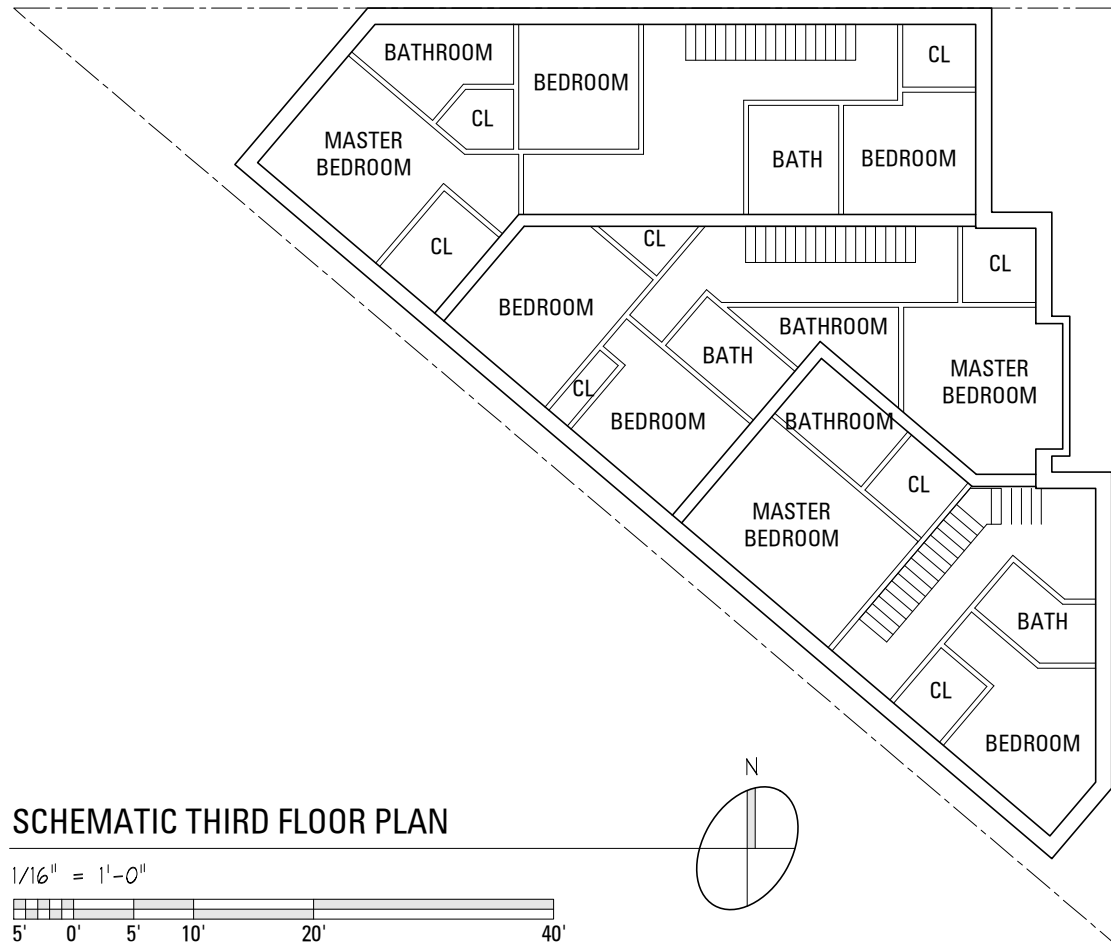 BATHROOM
BEDROOM
CL
CL
MASTER
BEDROOM
BATH
BEDROOM
CL
CL
CL
BEDROOM
BATHROOM
BATH
MASTER
BEDROOM
CL
BEDROOM
BATHROOM
CL
MASTER
BEDROOM
BATH
CL
BEDROOM
N
SCHEMATIC THIRD FLOOR PLAN
1/16" = 1'-0"
5' 0' 5' 10' 20' 40'